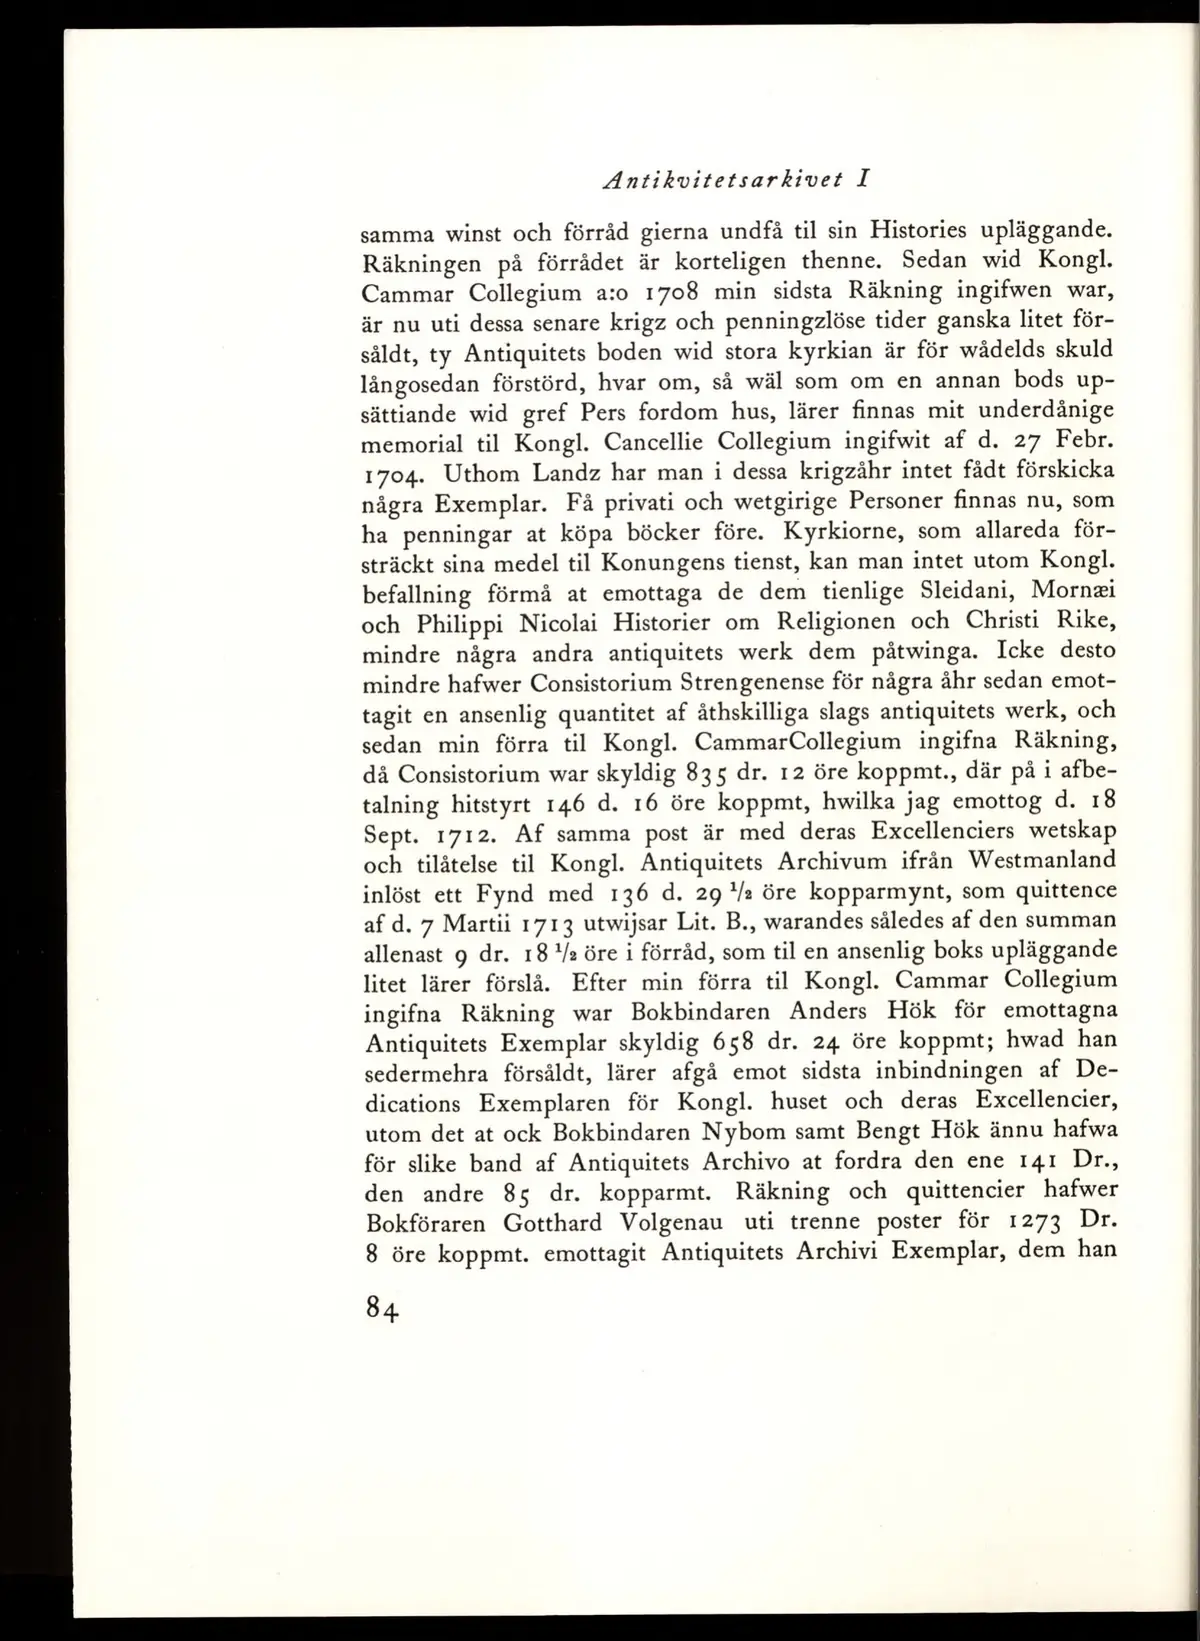 Antikvitetsarkivet I
samma winst och förråd gierna undfå til sin Histories upläggande.
Räkningen på förrådet är korteligen thenne. Sedan wid Kongl.
Cammar Collegium a:o 1708 min sidsta Räkning ingifwen war,
är nu uti dessa senare krigz och penningzlöse tider ganska litet för-
såldt, ty Antiquitets boden wid stora kyrkian är för wådelds skuld
långosedan förstörd, hvar om, så wäl som om en annan bods up-
sättiande wid gref Pers fordom hus, lärer finnas mit underdånige
memorial til Kongl. Cancellie Collegium ingifwit af d. 27 Febr.
1704. Uthom Landz har man i dessa krigzåhr intet fådt förskicka
några Exemplar. Få privati och wetgirige Personer finnas nu, som
ha penningar at köpa böcker före. Kyrkiorne, som allareda för-
sträckt sina medel til Konungens tienst, kan man intet utom Kongl.
befallning förmå at emottaga de dem tienlige Sleidani, Mornæi
och Philippi Nicolai Historier om Religionen och Christi Rike,
mindre några andra antiquitets werk dem påtwinga. Icke desto
mindre hafwer Consistorium Strengenense för några åhr sedan emot-
tagit en ansenlig quantitet af åthskilliga slags antiquitets werk, och
sedan min förra til Kongl. CammarCollegium ingifna Räkning,
då Consistorium war skyldig 835 dr. 12 öre koppmt., där på i afbe-
talning hitstyrt 146 d. 16 öre koppmt, hwilka jag emottog d. 18
Sept. 1712. Af samma post är med deras Excellenciers wetskap
och tilåtelse til Kongl. Antiquitets Archivum ifrån Westmanland
inlöst ett Fynd med 136 d. 29 1/2 öre kopparmynt, som quittence
af d. 7 Martii 1713 utwijsar Lit. B., warandes således af den summan
allenast 9 dr. 18 1/2 öre i förråd, som til en ansenlig boks upläggande
litet lärer förslå. Efter min förra til Kongl. Cammar Collegium
ingifna Räkning war Bokbindaren Anders Hök för emottagna
Antiquitets Exemplar skyldig 658 dr. 24 öre koppmt; hwad han
sedermehra försåldt, lärer afgå emot sidsta inbindningen af De-
dications Exemplaren för Kongl. huset och deras Excellencier,
utom det at ock Bokbindaren Nybom samt Bengt Hök ännu hafwa
för slike band af Antiquitets Archivo at fordra den ene 141 Dr.,
den andre 85 dr. kopparmt. Räkning och quittencier hafwer
Bokföraren Gotthard Volgenau uti trenne poster för 1273 Dr.
8 öre koppmt. emottagit Antiquitets Archivi Exemplar, dem han
84